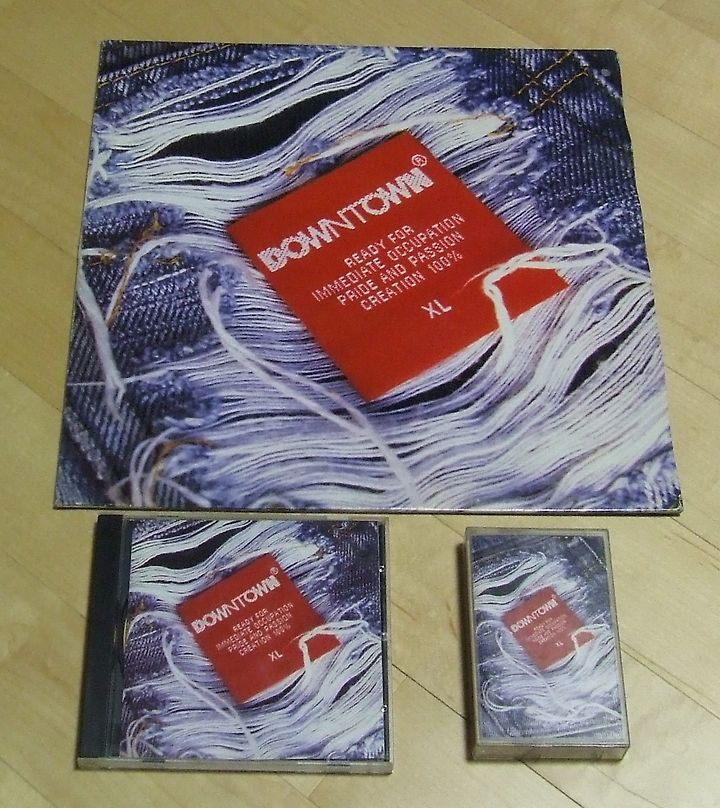 DOWNTOWN®
READY FOR
IMMEDIATE OCCUPATION
PRIDE AND PASSION
CREATION 100%
XL
DOWNTOWN®
READY FOR
IMMEDIATE OCCUPATION
PRIDE AND PASSION
CREATION 100%
XL
DOWNTOWN
XL